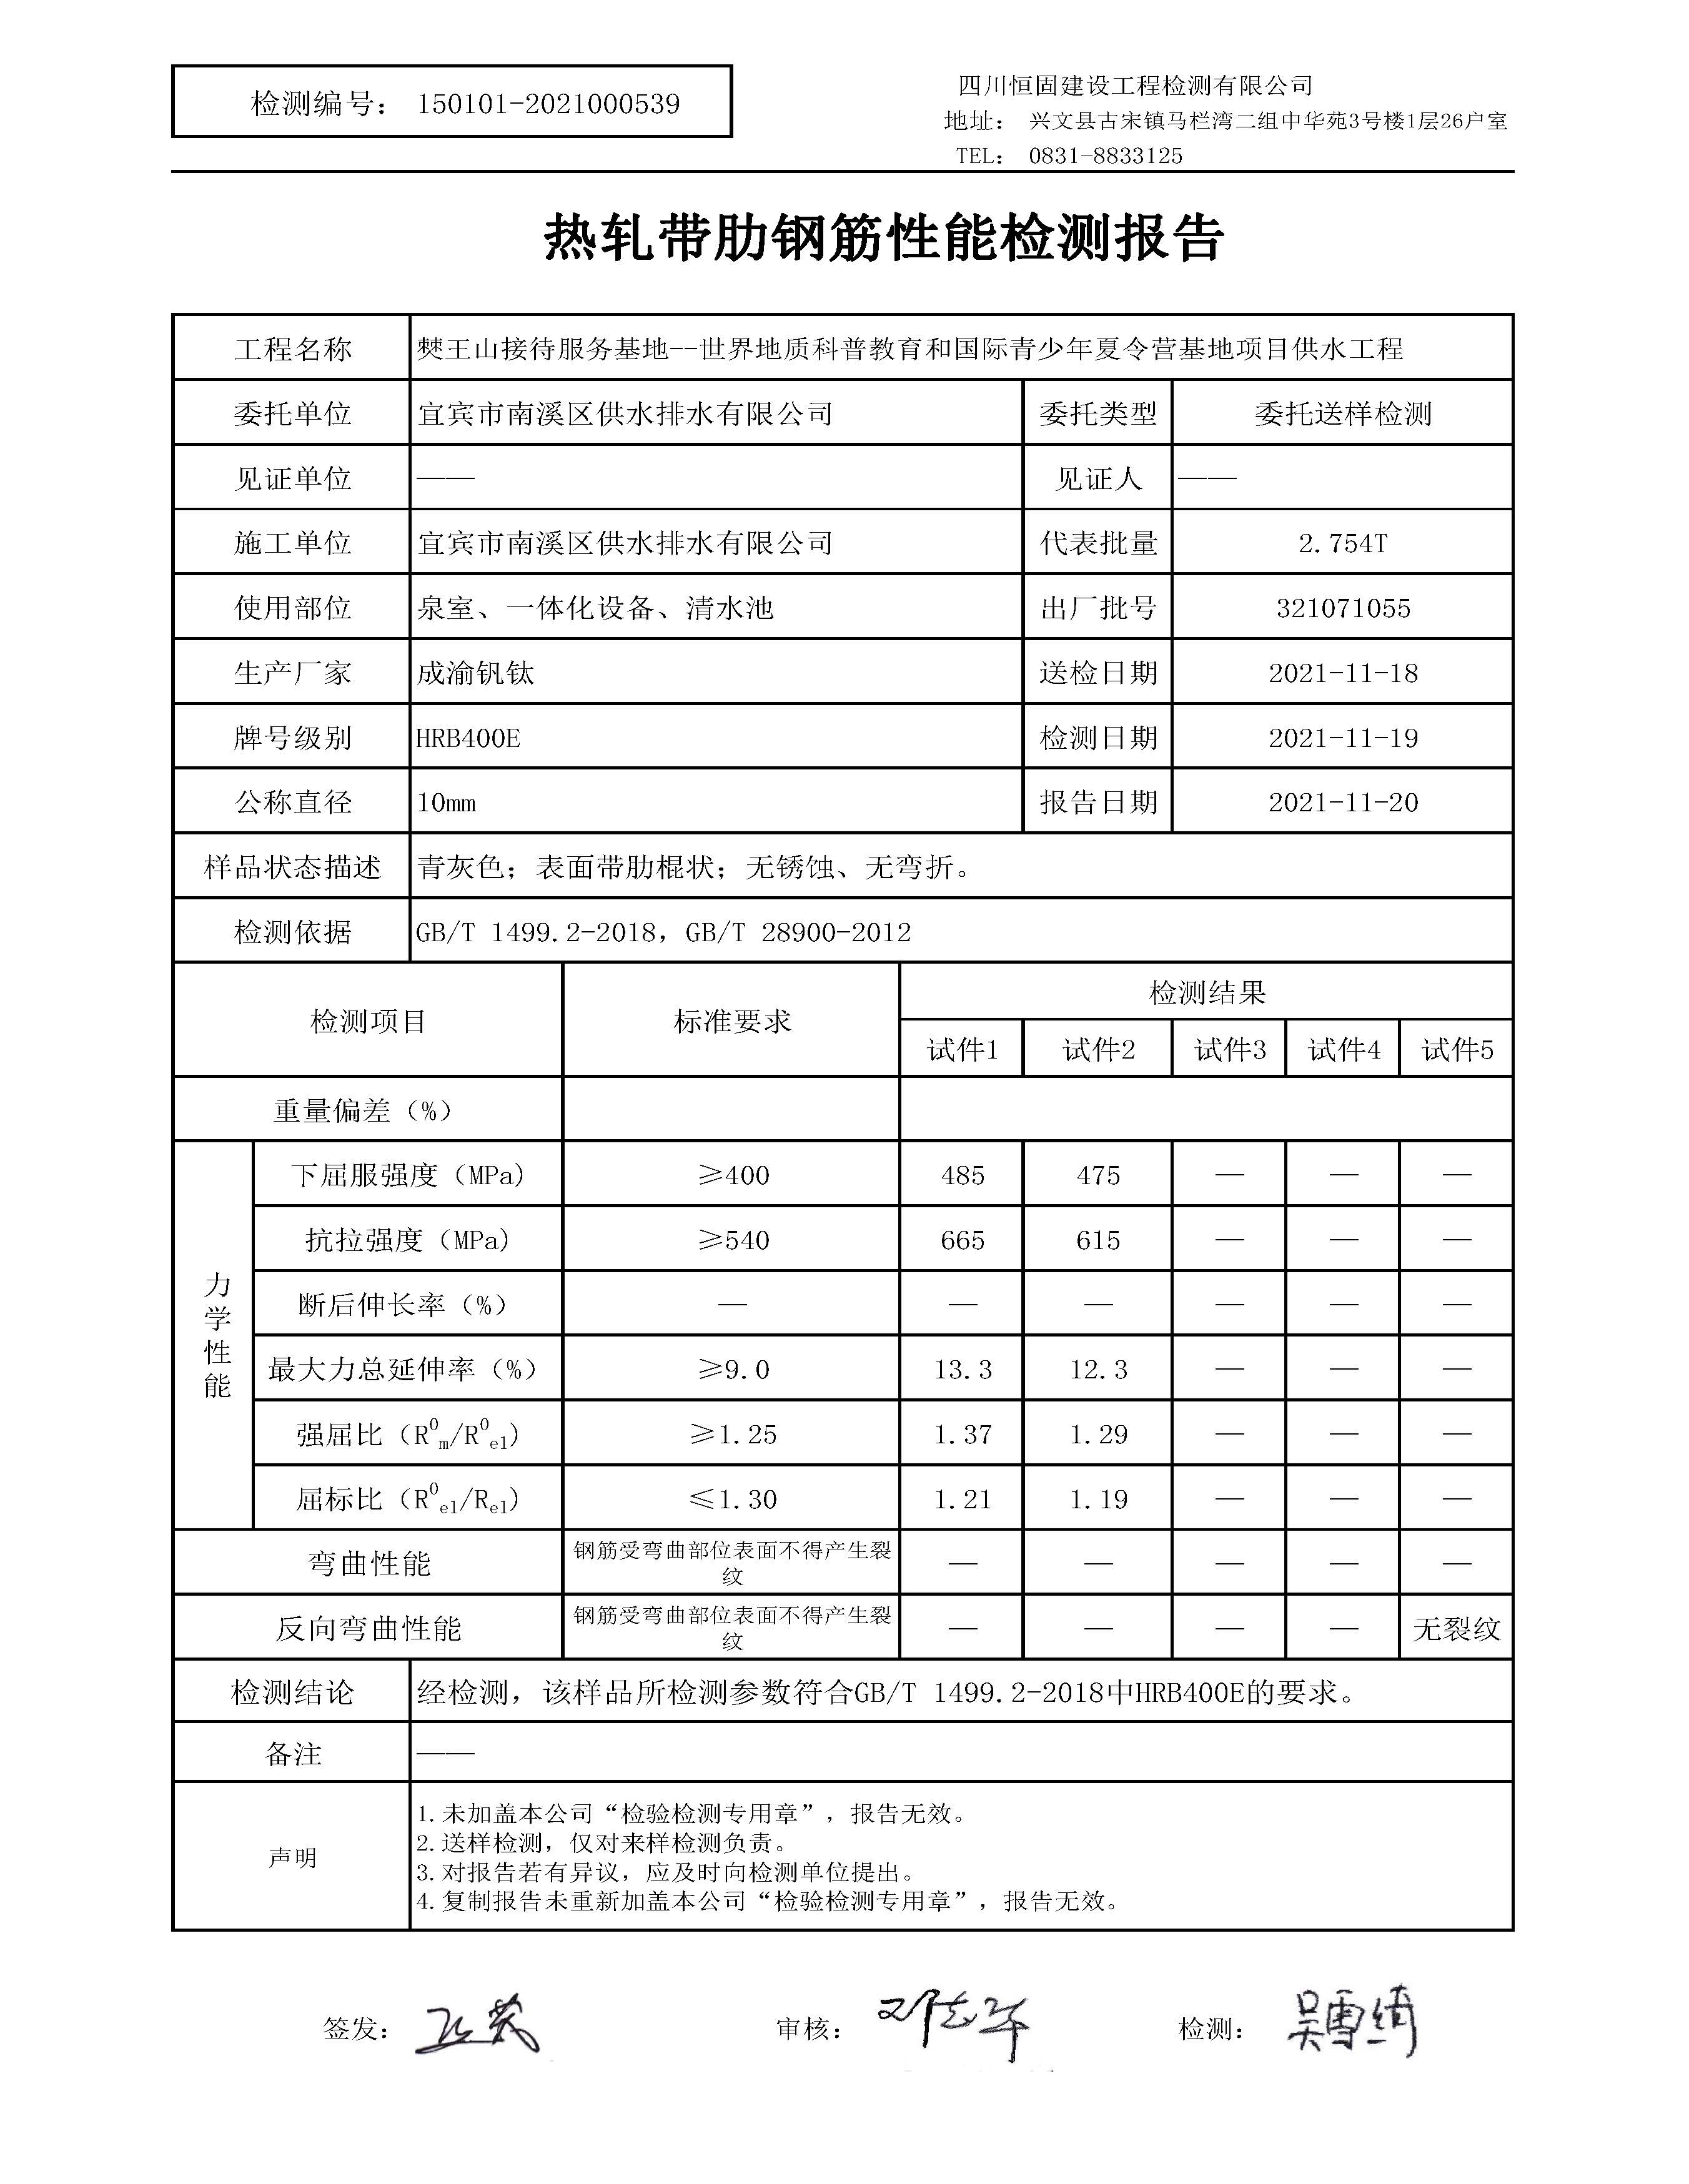 检测编号： 150101-2021000539
四川恒固建设工程检测有限公司
地址： 兴文县古宋镇马栏湾二组中华苑3号楼1层26户室
TEL： 0831-8833125
热轧带肋钢筋性能检测报告
工程名称 僰王山接待服务基地--世界地质科普教育和国际青少年夏令营基地项目供水工程
委托单位 宜宾市南溪区供水排水有限公司 委托类型 委托送样检测
见证单位 —— 见证人 ——
施工单位 宜宾市南溪区供水排水有限公司 代表批量 2.754T
使用部位 泉室、一体化设备、清水池 出厂批号 321071055
生产厂家 成渝钒钛 送检日期 2021-11-18
牌号级别 HRB400E 检测日期 2021-11-19
公称直径 10mm 报告日期 2021-11-20
样品状态描述 青灰色；表面带肋棍状；无锈蚀、无弯折。
检测依据 GB/T 1499.2-2018，GB/T 28900-2012
检测项目 标准要求 检测结果
试件1 试件2 试件3 试件4 试件5
重量偏差（%）
力学性能
下屈服强度（MPa） ≥400 485 475 — — —
抗拉强度（MPa） ≥540 665 615 — — —
断后伸长率（%） — — — — — —
最大力总延伸率（%） ≥9.0 13.3 12.3 — — —
强屈比（R⁰m/R⁰el） ≥1.25 1.37 1.29 — — —
屈标比（R⁰el/Rel） ≤1.30 1.21 1.19 — — —
弯曲性能 钢筋受弯曲部位表面不得产生裂纹 — — — — —
反向弯曲性能 钢筋受弯曲部位表面不得产生裂纹 — — — — 无裂纹
检测结论 经检测，该样品所检测参数符合GB/T 1499.2-2018中HRB400E的要求。
备注 ——
声明
1.未加盖本公司“检验检测专用章”，报告无效。
2.送样检测，仅对来样检测负责。
3.对报告若有异议，应及时向检测单位提出。
4.复制报告未重新加盖本公司“检验检测专用章”，报告无效。
签发： 审核： 邓志华 检测： 吴雪绮